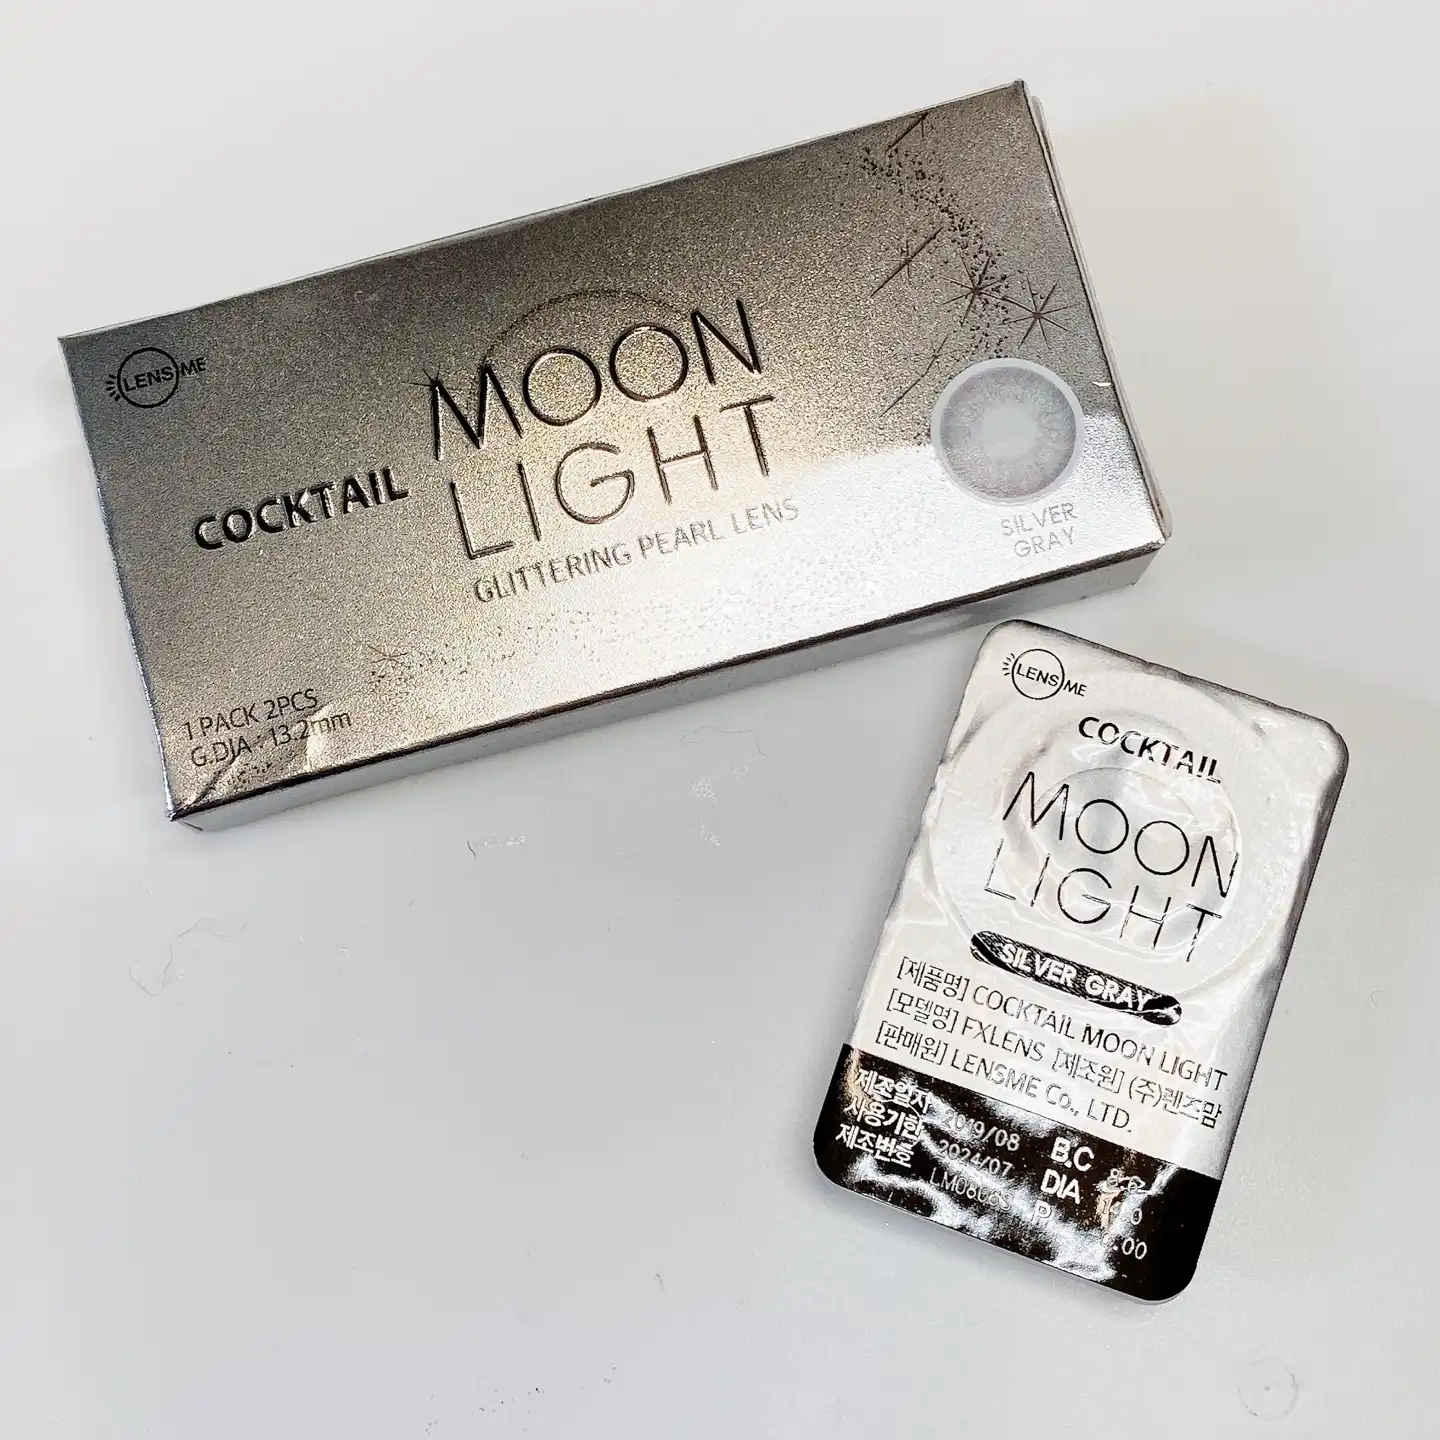 LENS ME
COCKTAIL
MOON
LIGHT
GLITTERING PEARL LENS
SILVER
GRAY
1 PACK 2PCS
G.DIA : 13.2mm
LENS ME
COCKTAIL
MOON
LIGHT
SILVER GRAY
[제품명] COCKTAIL MOON LIGHT
[모델명] FXLENS [제조원] (주)렌즈맘
[판매원] LENSME Co., LTD.
제조일자 2019/08 B.C 8.6
사용기한 2024/07 DIA
제조번호 P